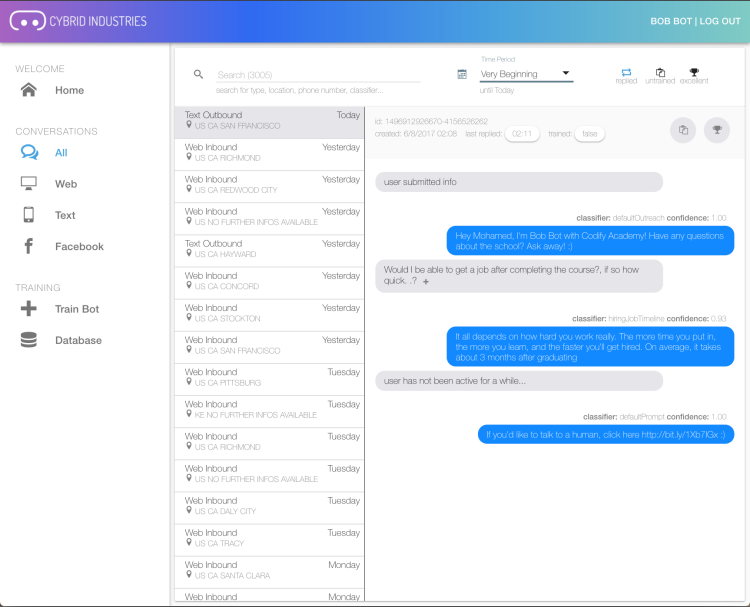 CYBRID INDUSTRIES
BOB BOT | LOG OUT
WELCOME
Home
CONVERSATIONS
All
Web
Text
Facebook
TRAINING
Train Bot
Database
Search (3005)
search for type, location, phone number, classifier...
Time Period
Very Beginning
until Today
replied
untrained
excellent
Text Outbound Today
US CA SAN FRANCISCO
Web Inbound Yesterday
US CA RICHMOND
Web Inbound Yesterday
US CA REDWOOD CITY
Web Inbound Yesterday
US NO FURTHER INFOS AVAILABLE
Text Outbound Yesterday
US CA HAYWARD
Web Inbound Yesterday
US CA CONCORD
Web Inbound Yesterday
US CA STOCKTON
Web Inbound Yesterday
US CA SAN FRANCISCO
Web Inbound Tuesday
US CA PITTSBURG
Web Inbound Tuesday
KE NO FURTHER INFOS AVAILABLE
Web Inbound Tuesday
US CA RICHMOND
Web Inbound Tuesday
US NO FURTHER INFOS AVAILABLE
Web Inbound Tuesday
US CA DALY CITY
Web Inbound Tuesday
US CA TRACY
Web Inbound Monday
US CA SANTA CLARA
Web Inbound Monday
id: 1496912926670-4156526262
created: 6/8/2017 02:08 last replied: 02:11 trained: false
user submitted info
classifier: defaultOutreach confidence: 1.00
Hey Mohamed, I'm Bob Bot with Codify Academy! Have any questions
about the school? Ask away! :)
Would I be able to get a job after completing the course?, if so how
quick. .? +
classifier: hiringJobTimeline confidence: 0.93
It all depends on how hard you work really. The more time you put in,
the more you learn, and the faster you'll get hired. On average, it takes
about 3 months after graduating
user has not been active for a while...
classifier: defaultPrompt confidence: 1.00
If you'd like to talk to a human, click here http://bit.ly/1Xb7fGx :)